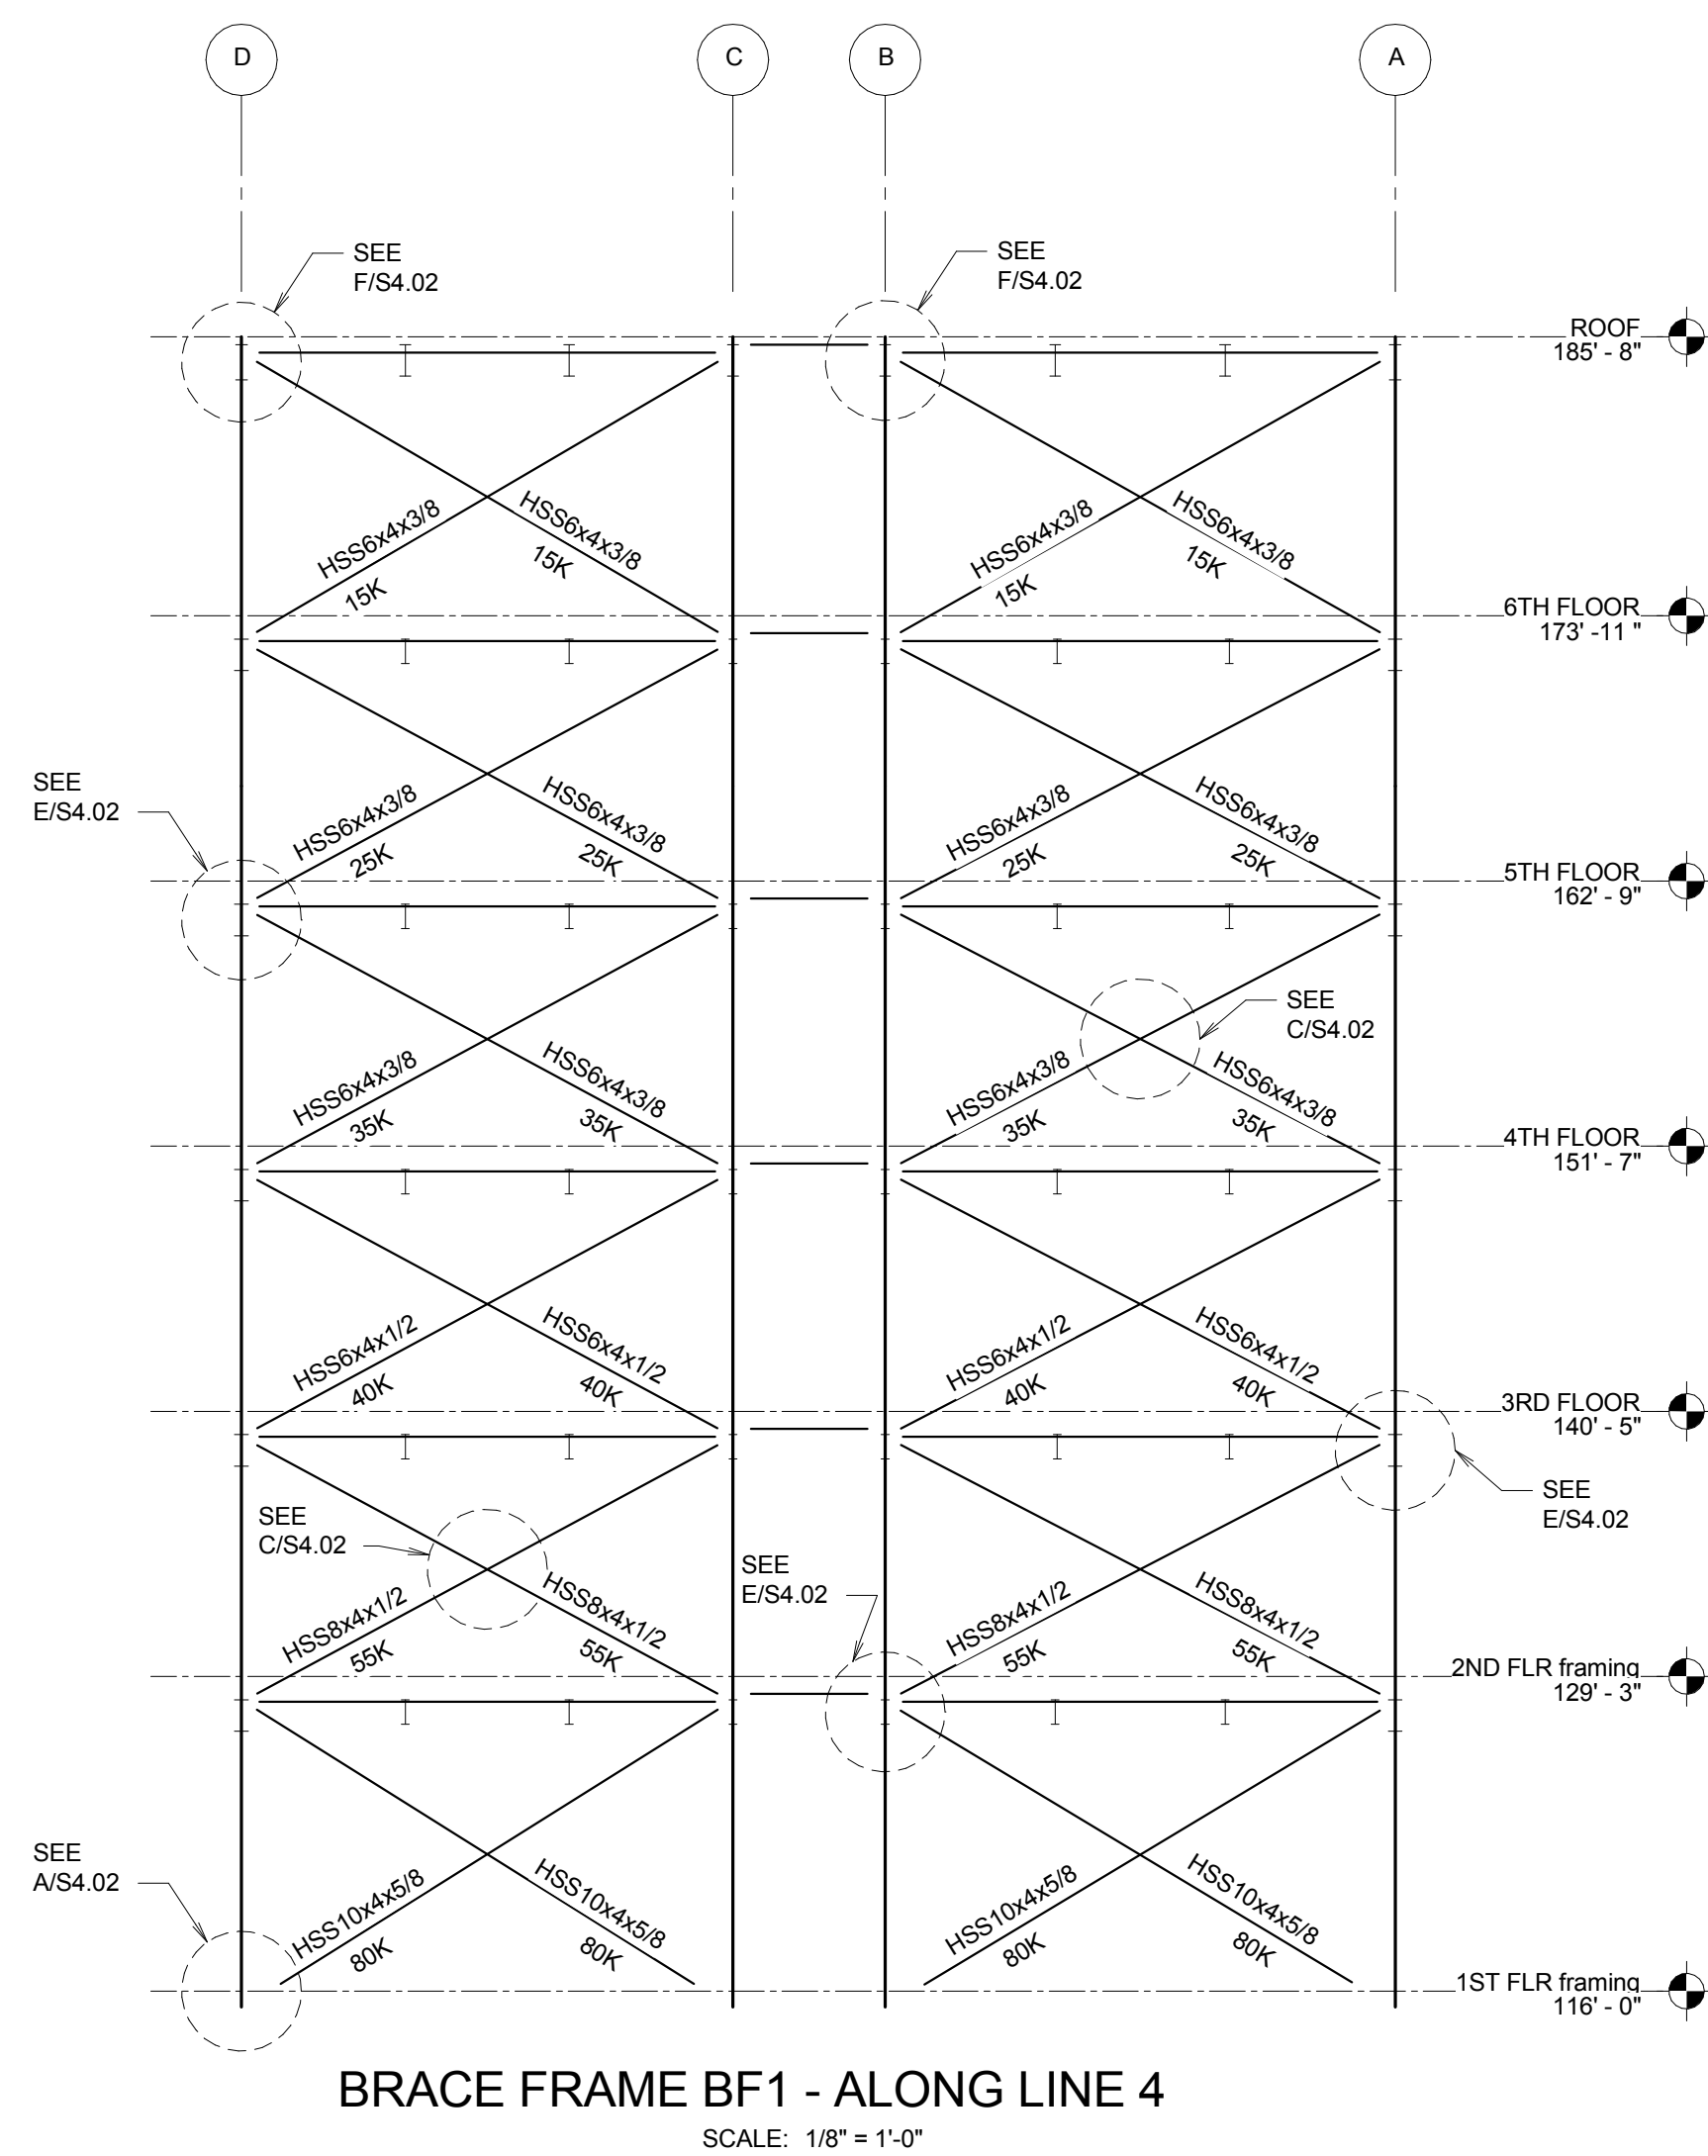 D
C
B
A
SEE
F/S4.02
SEE
F/S4.02
ROOF
185' - 8"
HSS6x4x3/8
15K
HSS6x4x3/8
15K
HSS6x4x3/8
15K
HSS6x4x3/8
15K
6TH FLOOR
173' -11 "
SEE
E/S4.02
HSS6x4x3/8
25K
HSS6x4x3/8
25K
HSS6x4x3/8
25K
HSS6x4x3/8
25K
5TH FLOOR
162' - 9"
SEE
C/S4.02
HSS6x4x3/8
35K
HSS6x4x3/8
35K
HSS6x4x3/8
35K
HSS6x4x3/8
35K
4TH FLOOR
151' - 7"
HSS6x4x1/2
40K
HSS6x4x1/2
40K
HSS6x4x1/2
40K
HSS6x4x1/2
40K
3RD FLOOR
140' - 5"
SEE
E/S4.02
SEE
C/S4.02
SEE
E/S4.02
HSS8x4x1/2
55K
HSS8x4x1/2
55K
HSS8x4x1/2
55K
HSS8x4x1/2
55K
2ND FLR framing
129' - 3"
SEE
A/S4.02
HSS10x4x5/8
80K
HSS10x4x5/8
80K
HSS10x4x5/8
80K
HSS10x4x5/8
80K
1ST FLR framing
116' - 0"
BRACE FRAME BF1 - ALONG LINE 4
SCALE: 1/8" = 1'-0"